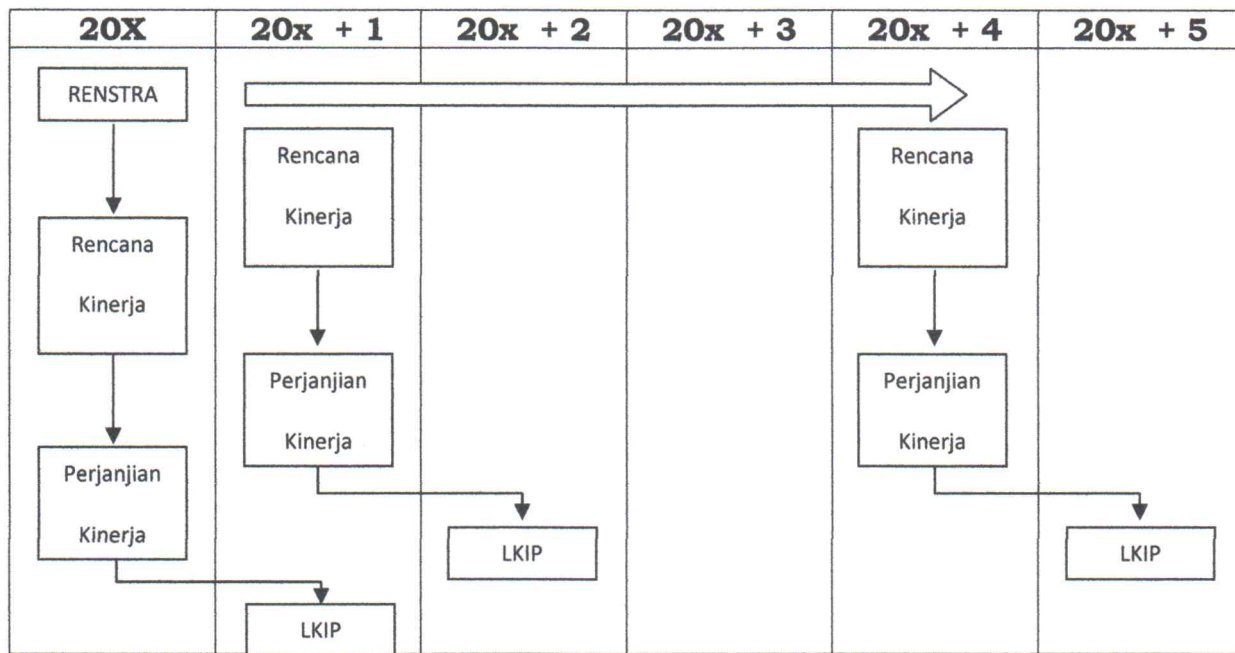 20X 20x + 1 20x + 2 20x + 3 20x + 4 20x + 5
RENSTRA
Rencana
Kinerja
Perjanjian
Kinerja
LKIP
Rencana
Kinerja
Perjanjian
Kinerja
LKIP
Rencana
Kinerja
Perjanjian
Kinerja
LKIP